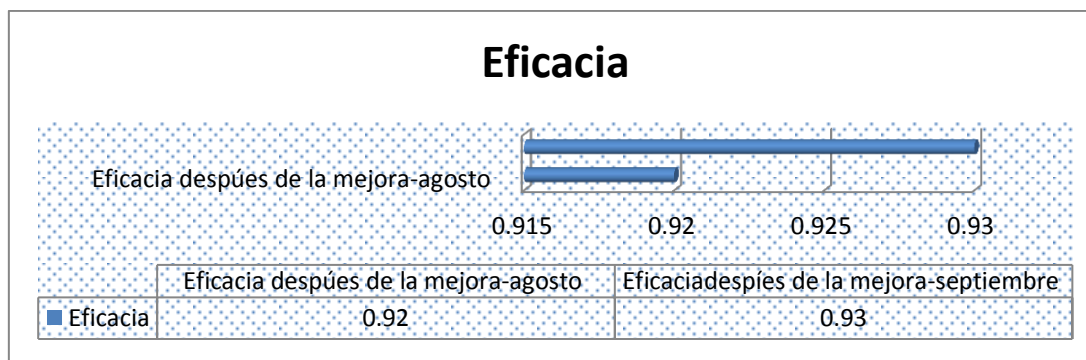 Eficacia
Eficacia despúes de la mejora-agosto
0.915 0.92 0.925 0.93
Eficacia despúes de la mejora-agosto Eficaciadespíes de la mejora-septiembre
Eficacia 0.92 0.93